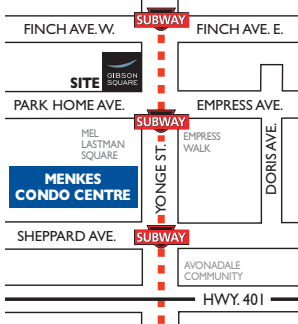 SUBWAY
FINCH AVE. W.
FINCH AVE. E.
SITE
GIBSON
SQUARE
PARK HOME AVE.
EMPRESS AVE.
SUBWAY
MEL
LASTMAN
SQUARE
EMPRESS
WALK
YONGE ST.
DORIS AVE.
MENKES
CONDO CENTRE
SHEPPARD AVE.
SUBWAY
AVONADALE
COMMUNITY
HWY. 401